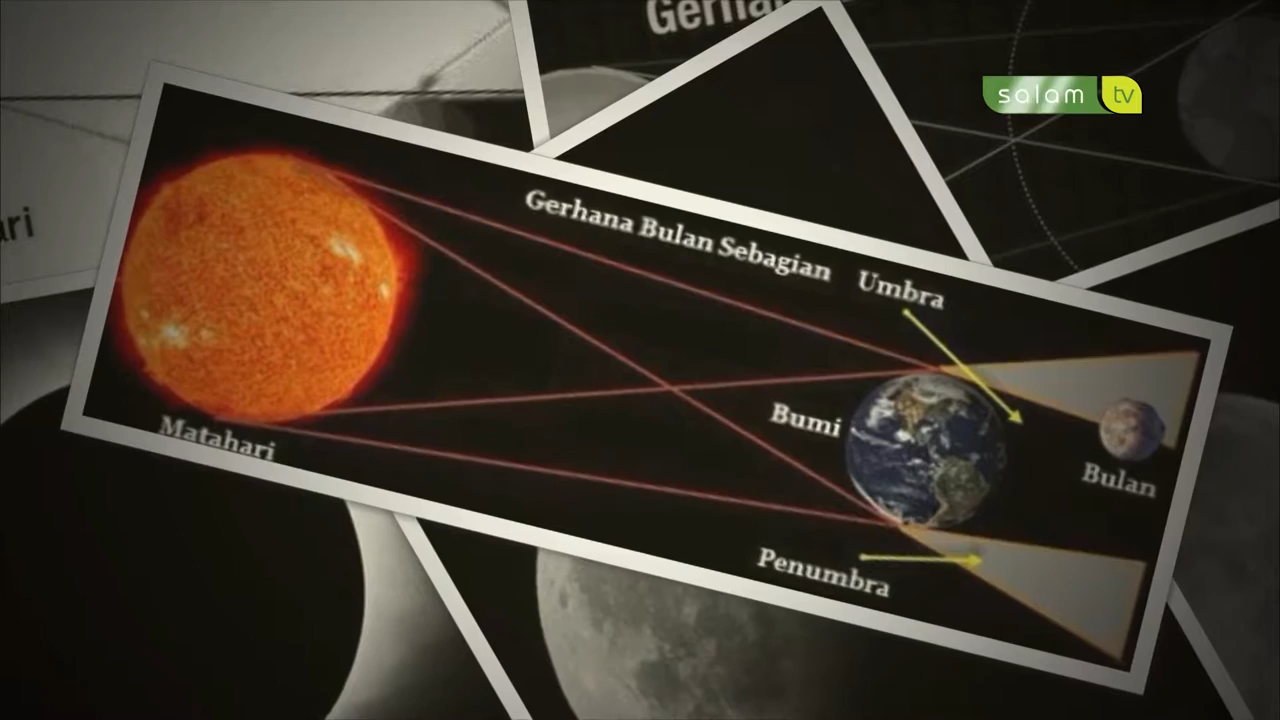 salam tv
Gerhana Bulan Sebagian
Umbra
Matahari
Bumi
Bulan
Penumbra